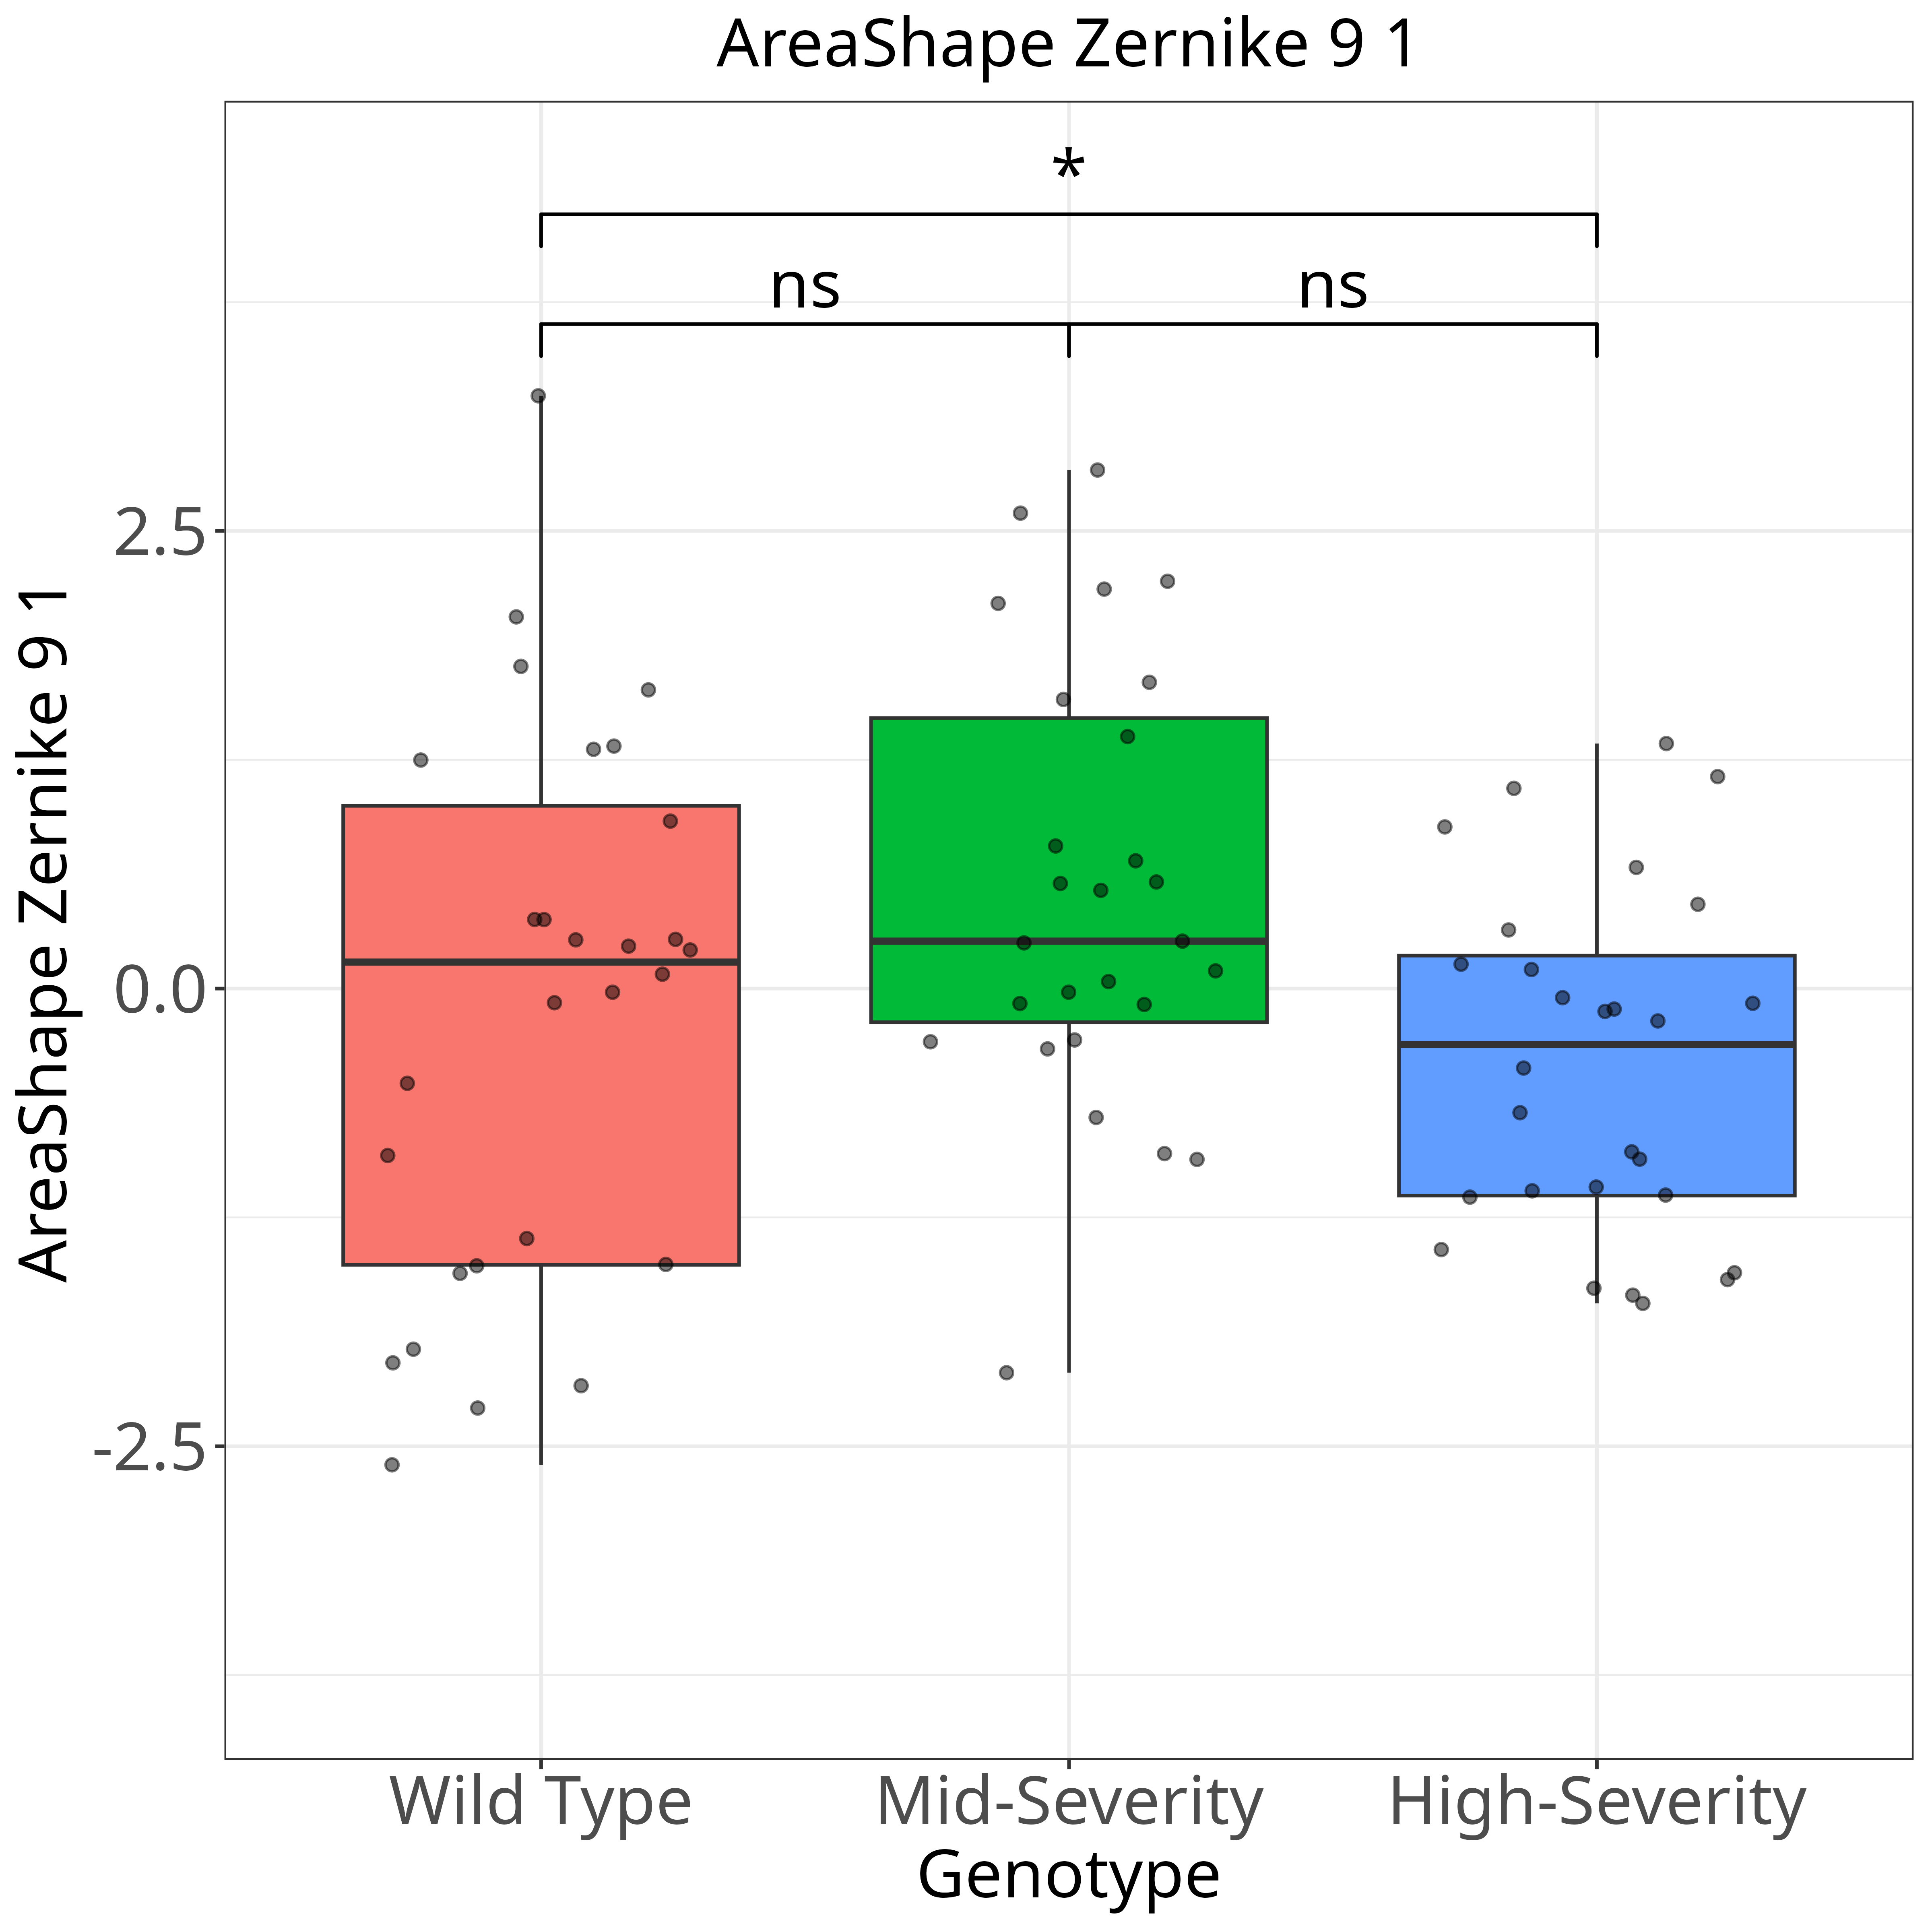 AreaShape Zernike 9 1
*
ns ns
2.5
0.0
-2.5
AreaShape Zernike 9 1
Wild Type Mid-Severity High-Severity
Genotype